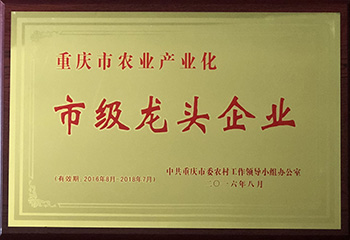 重庆市农业产业化
市级龙头企业
中共重庆市委农村工作领导小组办公室
(有效期:2016年8月-2018年7月)
二〇一六年八月